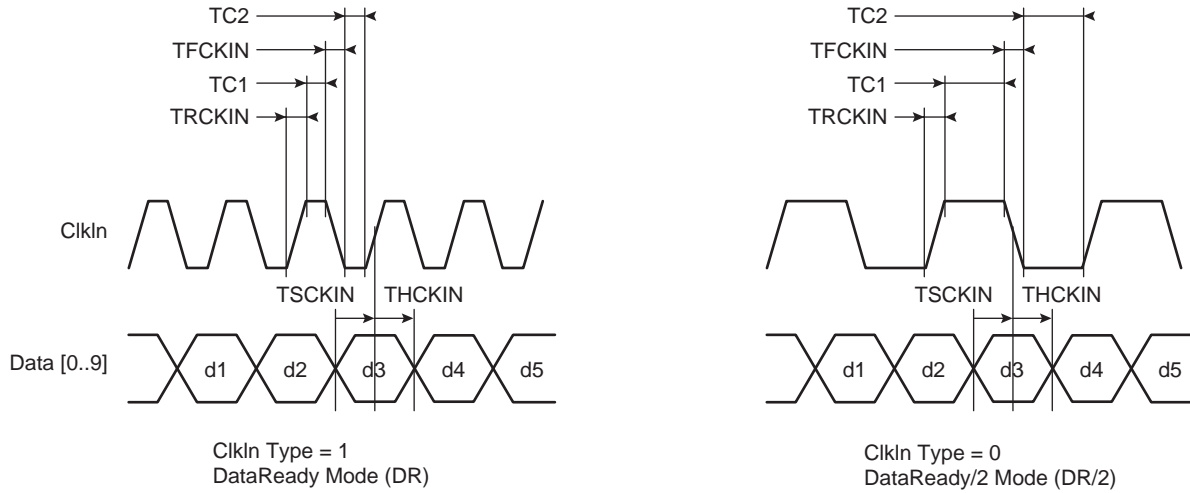 TC2
TFCKIN
TC1
TRCKIN
ClkIn
TSCKIN THCKIN
Data [0..9]
d1 d2 d3 d4 d5
ClkIn Type = 1
DataReady Mode (DR)
TC2
TFCKIN
TC1
TRCKIN
TSCKIN THCKIN
d1 d2 d3 d4 d5
ClkIn Type = 0
DataReady/2 Mode (DR/2)